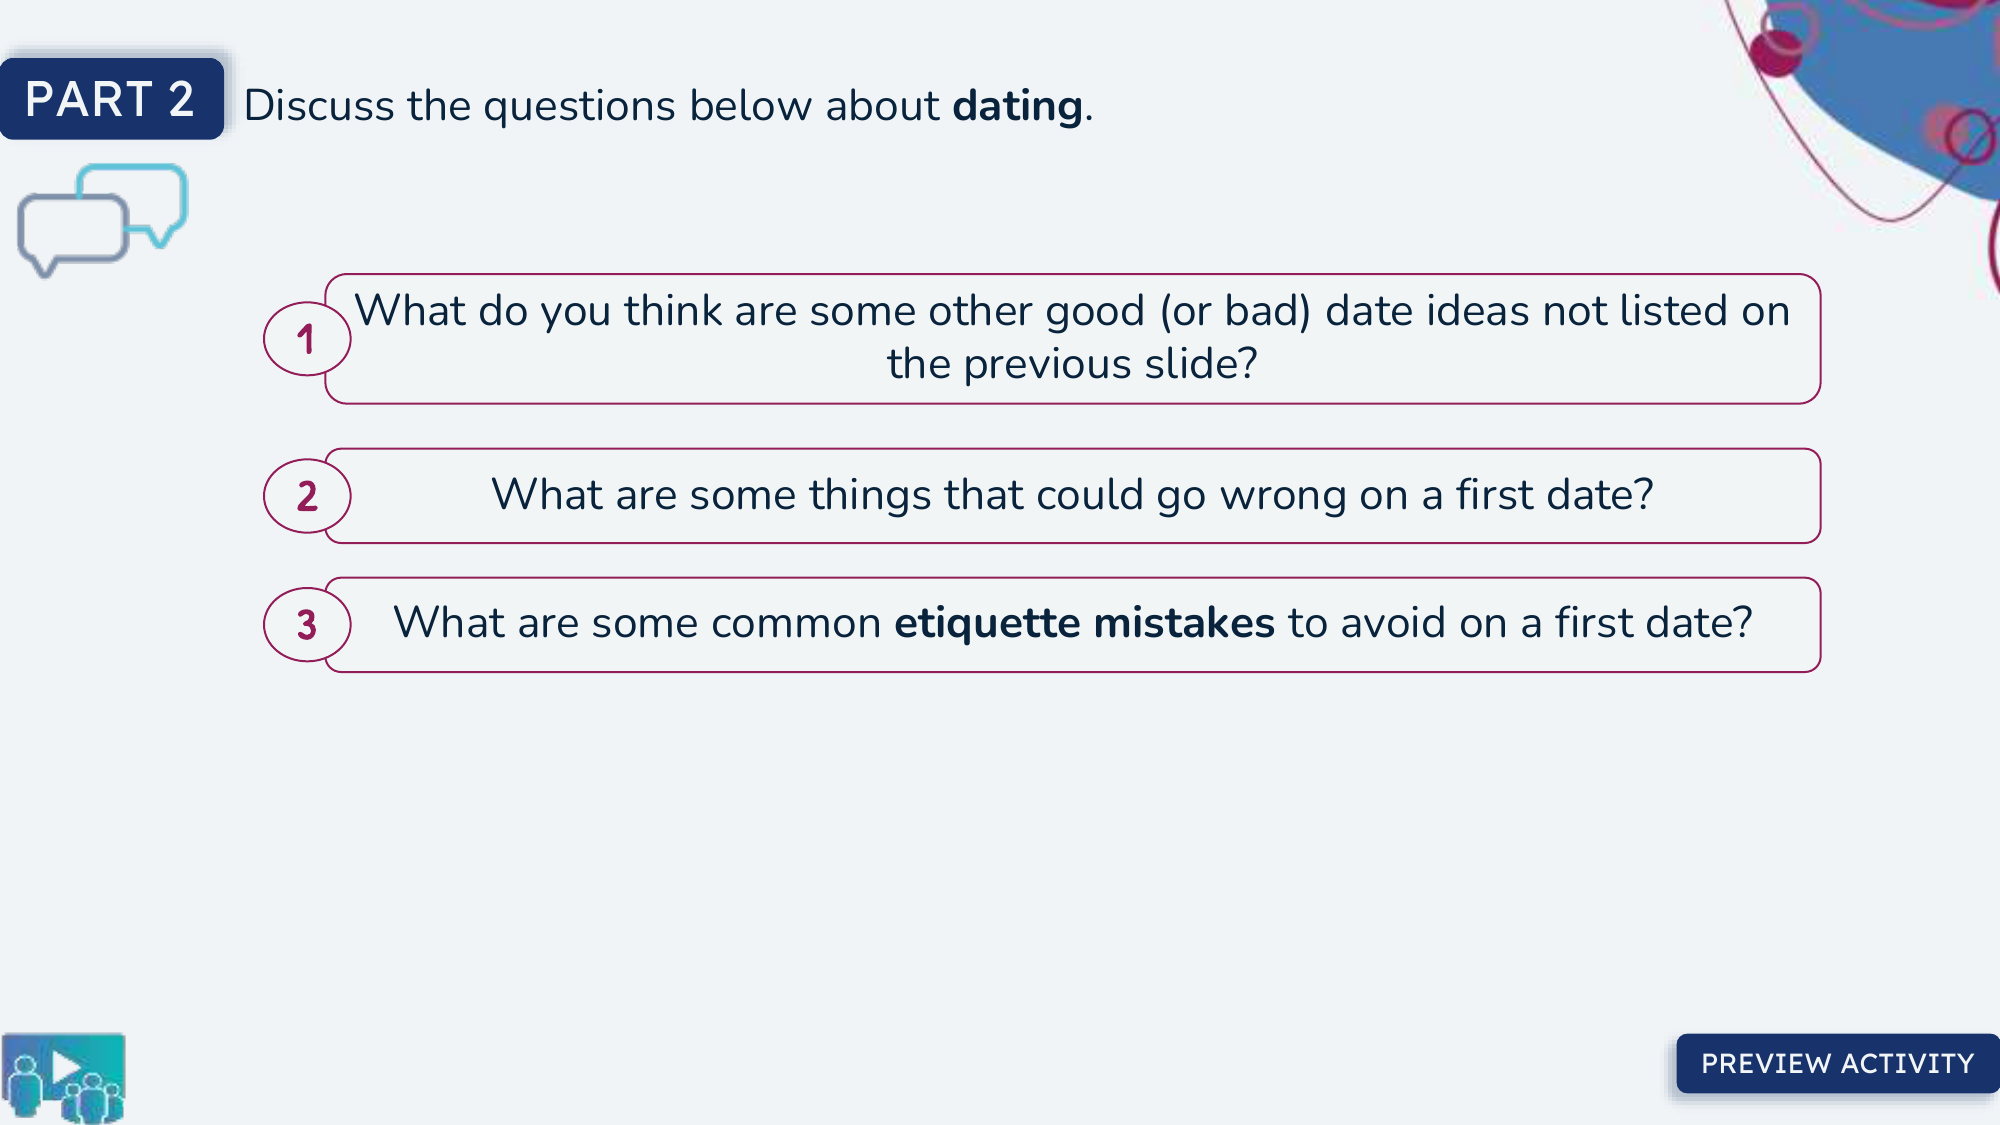 PART 2
Discuss the questions below about dating.
1
What do you think are some other good (or bad) date ideas not listed on
the previous slide?
2
What are some things that could go wrong on a first date?
3
What are some common etiquette mistakes to avoid on a first date?
PREVIEW ACTIVITY